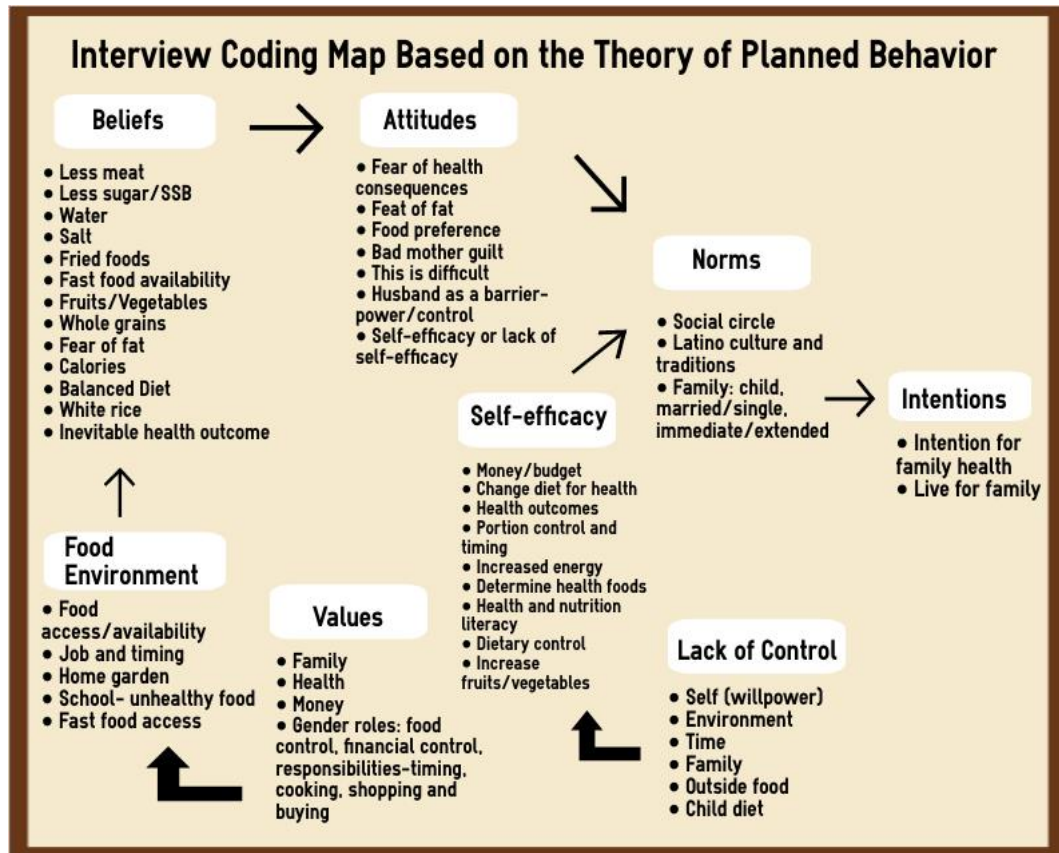 Interview Coding Map Based on the Theory of Planned Behavior
Beliefs
● Less meat
● Less sugar/SSB
● Water
● Salt
● Fried foods
● Fast food availability
● Fruits/Vegetables
● Whole grains
● Fear of fat
● Calories
● Balanced Diet
● White rice
● Inevitable health outcome
Attitudes
● Fear of health
consequences
● Feat of fat
● Food preference
● Bad mother guilt
● This is difficult
● Husband as a barrier-
power/control
● Self-efficacy or lack of
self-efficacy
Norms
● Social circle
● Latino culture and
traditions
● Family: child,
married/single,
immediate/extended
Intentions
● Intention for
family health
● Live for family
Self-efficacy
● Money/budget
● Change diet for health
● Health outcomes
● Portion control and
timing
● Increased energy
● Determine health foods
● Health and nutrition
literacy
● Dietary control
● Increase
fruits/vegetables
Food
Environment
● Food
access/availability
● Job and timing
● Home garden
● School- unhealthy food
● Fast food access
Values
● Family
● Health
● Money
● Gender roles: food
control, financial control,
responsibilities-timing,
cooking, shopping and
buying
Lack of Control
● Self (willpower)
● Environment
● Time
● Family
● Outside food
● Child diet